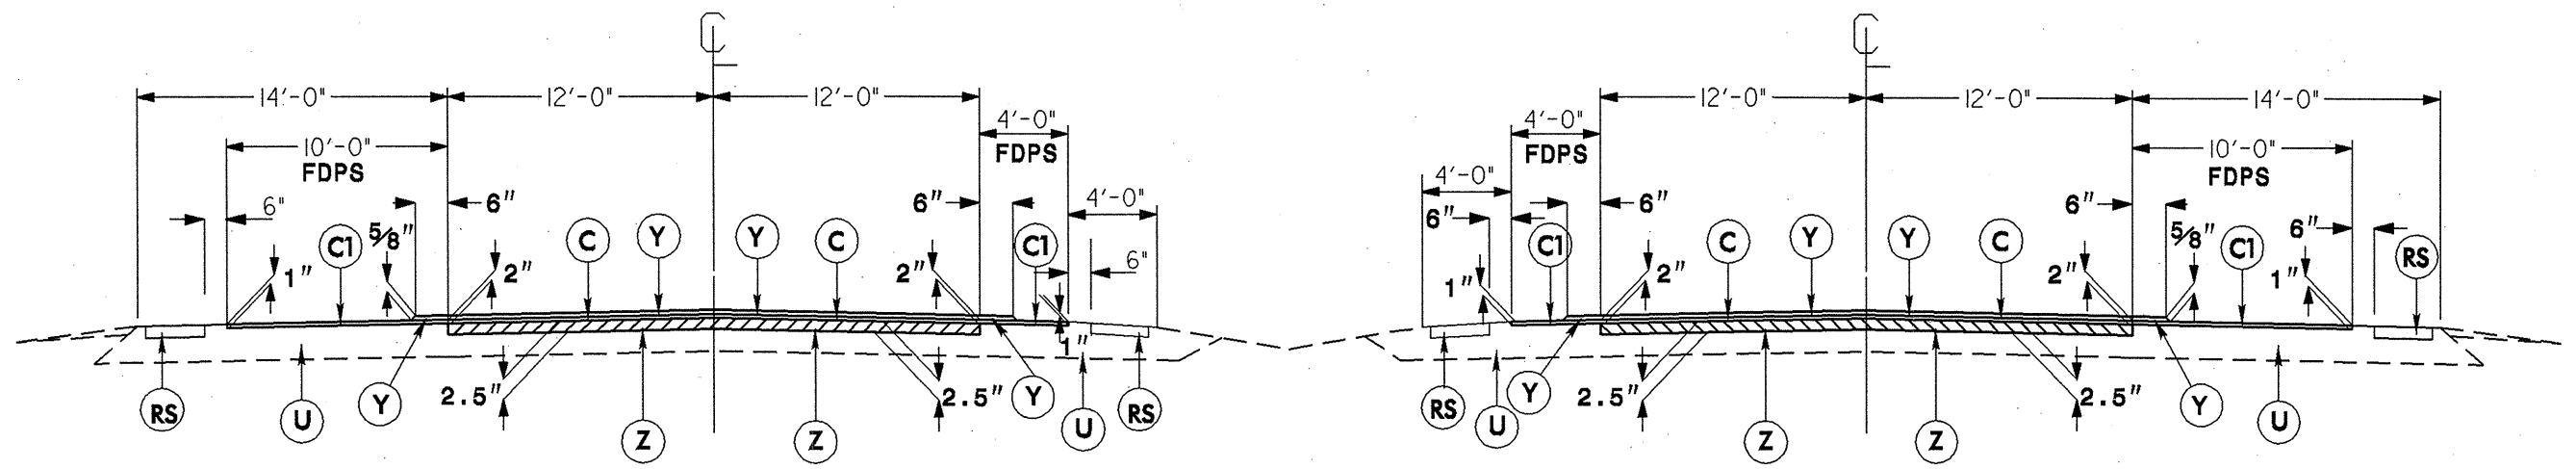 C L C L
14'-0" 12'-0" 12'-0" 12'-0" 12'-0" 14'-0"
4'-0" 4'-0"
10'-0" FDPS FDPS 10'-0"
FDPS FDPS
4'-0"
6" 6" 6" 4'-0" 6" 6" 6" 6"
C1 5/8" C Y Y C C1 6" C1 C Y Y C 5/8" C1 RS
1" 2" 2" 1" 2" 2" 1"
1"
2.5" 2.5" 2.5" 2.5"
RS U Y Y U RS RS U Y Y U
Z Z Z Z